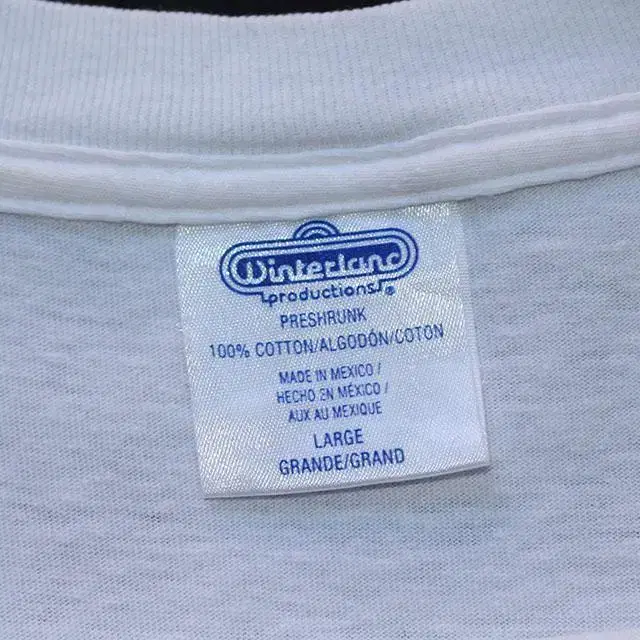 Winterland
productions®
PRESHRUNK
100% COTTON/ALGODÓN/COTON
MADE IN MEXICO /
HECHO EN MÉXICO /
AUX AU MEXIQUE
LARGE
GRANDE/GRAND